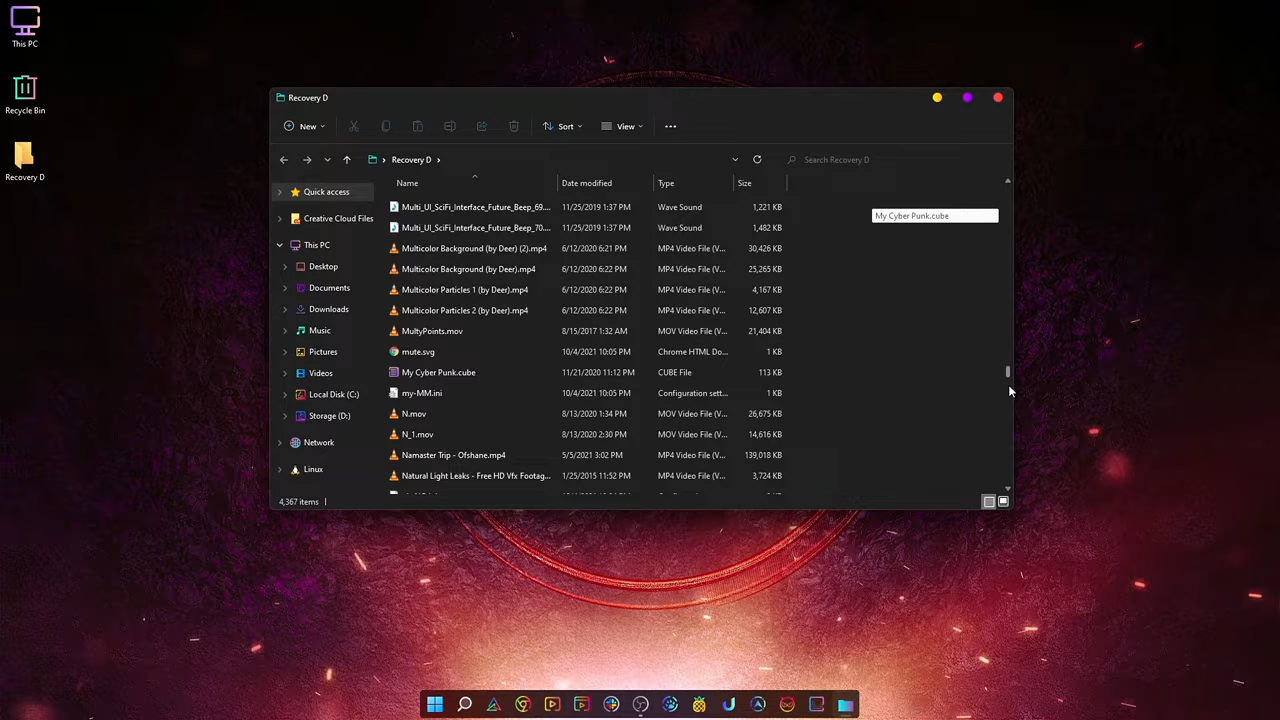 This PC
Recycle Bin
Recovery D
Recovery D
New
Sort
View
Recovery D
Search Recovery D
Name
Date modified
Type
Size
Quick access
Creative Cloud Files
This PC
Desktop
Documents
Downloads
Music
Pictures
Videos
Local Disk (C:)
Storage (D:)
Network
Linux
Multi_UI_SciFi_Interface_Future_Beep_69.... 11/25/2019 1:37 PM Wave Sound 1,221 KB
Multi_UI_SciFi_Interface_Future_Beep_70.... 11/25/2019 1:37 PM Wave Sound 1,482 KB
Multicolor Background (by Deer) (2).mp4 6/12/2020 6:21 PM MP4 Video File (V... 30,426 KB
Multicolor Background (by Deer).mp4 6/12/2020 6:22 PM MP4 Video File (V... 25,265 KB
Multicolor Particles 1 (by Deer).mp4 6/12/2020 6:22 PM MP4 Video File (V... 4,167 KB
Multicolor Particles 2 (by Deer).mp4 6/12/2020 6:22 PM MP4 Video File (V... 12,607 KB
MultyPoints.mov 8/15/2017 1:32 AM MOV Video File (V... 21,404 KB
mute.svg 10/4/2021 10:05 PM Chrome HTML Do... 1 KB
My Cyber Punk.cube 11/21/2020 11:12 PM CUBE File 113 KB
my-MM.ini 10/4/2021 10:05 PM Configuration sett... 1 KB
N.mov 8/13/2020 1:34 PM MOV Video File (V... 26,675 KB
N_1.mov 8/13/2020 2:30 PM MOV Video File (V... 14,616 KB
Namaster Trip - Ofshane.mp4 5/5/2021 3:02 PM MP4 Video File (V... 139,018 KB
Natural Light Leaks - Free HD Vfx Footag... 1/25/2015 11:52 PM MP4 Video File (V... 3,724 KB
My Cyber Punk.cube
4,367 items